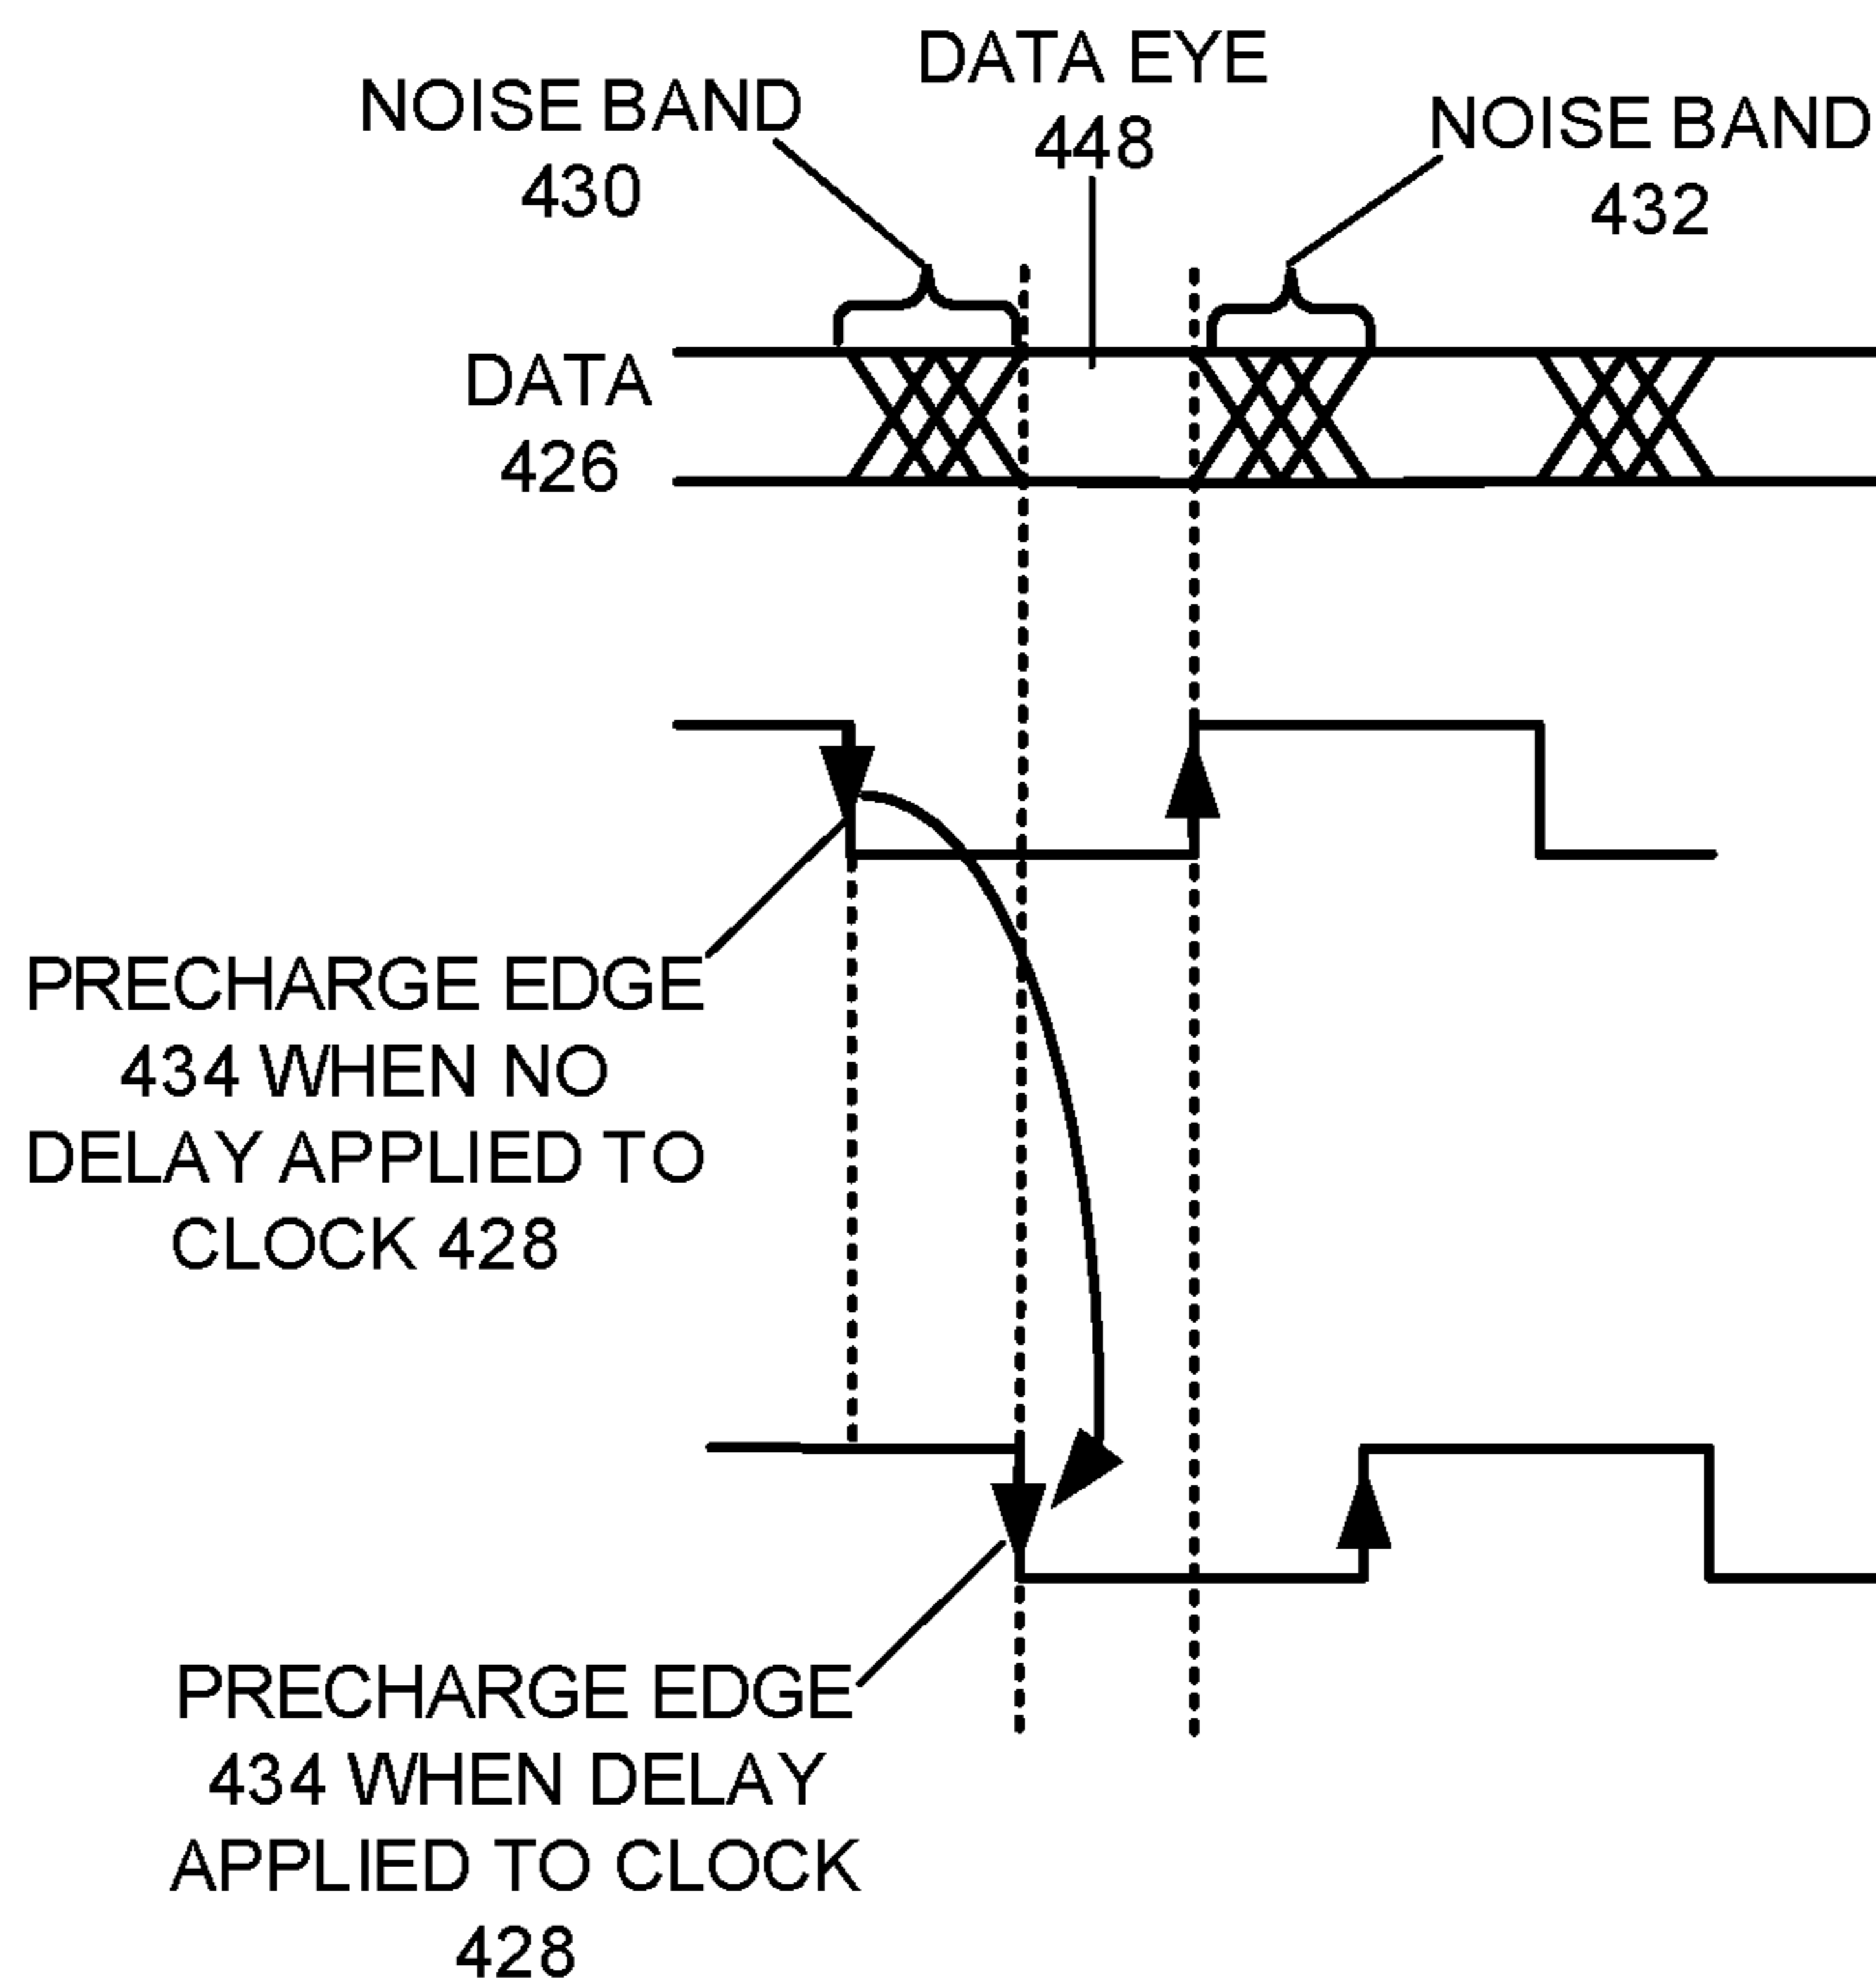 DATA EYE
448
NOISE BAND
430
NOISE BAND
432
DATA
426
PRECHARGE EDGE
434 WHEN NO
DELAY APPLIED TO
CLOCK 428
PRECHARGE EDGE
434 WHEN DELAY
APPLIED TO CLOCK
428